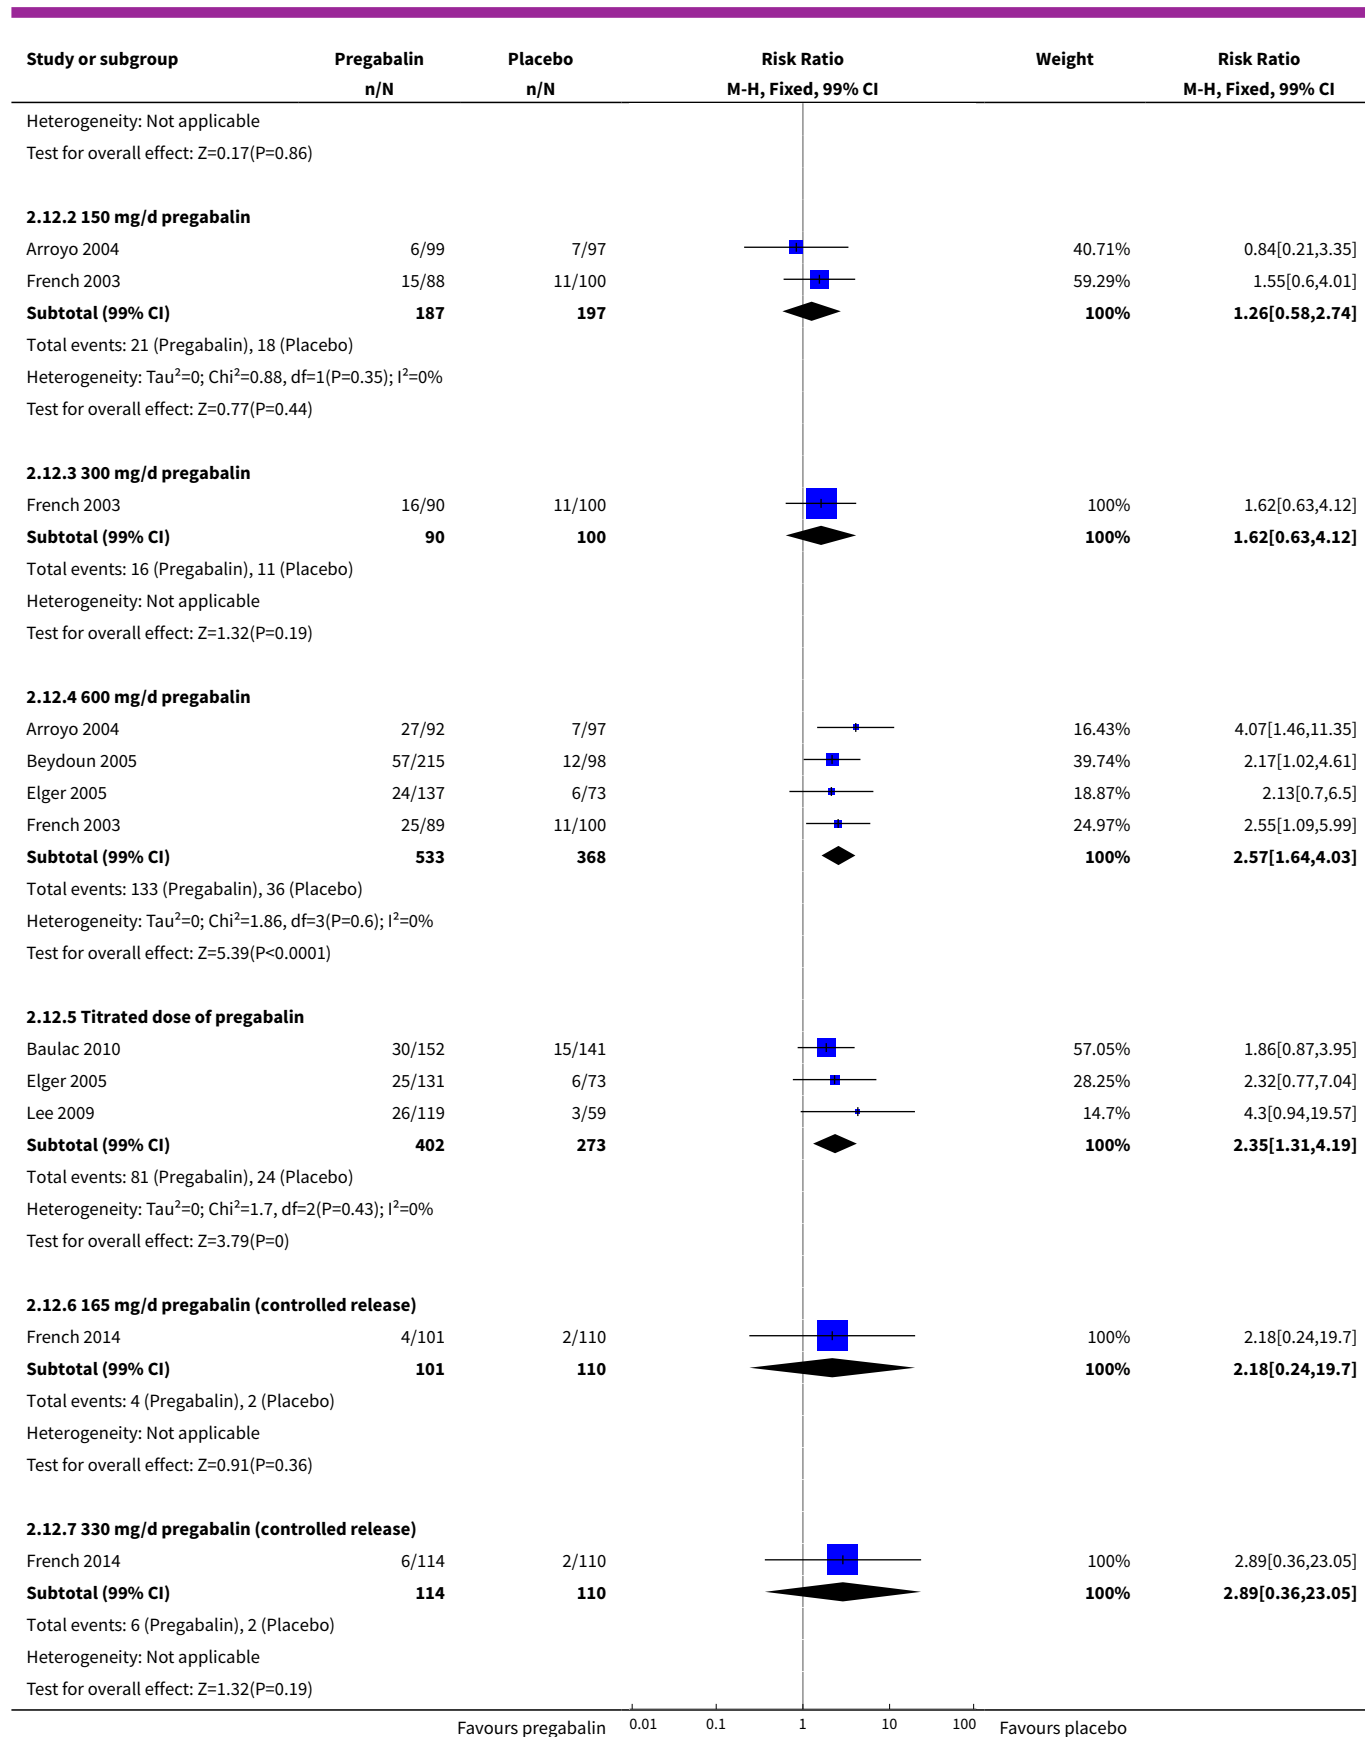 Study or subgroup Pregabalin Placebo Risk Ratio Weight Risk Ratio
n/N n/N M-H, Fixed, 99% CI M-H, Fixed, 99% CI
Heterogeneity: Not applicable
Test for overall effect: Z=0.17(P=0.86)
2.12.2 150 mg/d pregabalin
Arroyo 2004 6/99 7/97 40.71% 0.84[0.21,3.35]
French 2003 15/88 11/100 59.29% 1.55[0.6,4.01]
Subtotal (99% CI) 187 197 100% 1.26[0.58,2.74]
Total events: 21 (Pregabalin), 18 (Placebo)
Heterogeneity: Tau²=0; Chi²=0.88, df=1(P=0.35); I²=0%
Test for overall effect: Z=0.77(P=0.44)
2.12.3 300 mg/d pregabalin
French 2003 16/90 11/100 100% 1.62[0.63,4.12]
Subtotal (99% CI) 90 100 100% 1.62[0.63,4.12]
Total events: 16 (Pregabalin), 11 (Placebo)
Heterogeneity: Not applicable
Test for overall effect: Z=1.32(P=0.19)
2.12.4 600 mg/d pregabalin
Arroyo 2004 27/92 7/97 16.43% 4.07[1.46,11.35]
Beydoun 2005 57/215 12/98 39.74% 2.17[1.02,4.61]
Elger 2005 24/137 6/73 18.87% 2.13[0.7,6.5]
French 2003 25/89 11/100 24.97% 2.55[1.09,5.99]
Subtotal (99% CI) 533 368 100% 2.57[1.64,4.03]
Total events: 133 (Pregabalin), 36 (Placebo)
Heterogeneity: Tau²=0; Chi²=1.86, df=3(P=0.6); I²=0%
Test for overall effect: Z=5.39(P<0.0001)
2.12.5 Titrated dose of pregabalin
Baulac 2010 30/152 15/141 57.05% 1.86[0.87,3.95]
Elger 2005 25/131 6/73 28.25% 2.32[0.77,7.04]
Lee 2009 26/119 3/59 14.7% 4.3[0.94,19.57]
Subtotal (99% CI) 402 273 100% 2.35[1.31,4.19]
Total events: 81 (Pregabalin), 24 (Placebo)
Heterogeneity: Tau²=0; Chi²=1.7, df=2(P=0.43); I²=0%
Test for overall effect: Z=3.79(P=0)
2.12.6 165 mg/d pregabalin (controlled release)
French 2014 4/101 2/110 100% 2.18[0.24,19.7]
Subtotal (99% CI) 101 110 100% 2.18[0.24,19.7]
Total events: 4 (Pregabalin), 2 (Placebo)
Heterogeneity: Not applicable
Test for overall effect: Z=0.91(P=0.36)
2.12.7 330 mg/d pregabalin (controlled release)
French 2014 6/114 2/110 100% 2.89[0.36,23.05]
Subtotal (99% CI) 114 110 100% 2.89[0.36,23.05]
Total events: 6 (Pregabalin), 2 (Placebo)
Heterogeneity: Not applicable
Test for overall effect: Z=1.32(P=0.19)
Favours pregabalin 0.01 0.1 1 10 100 Favours placebo